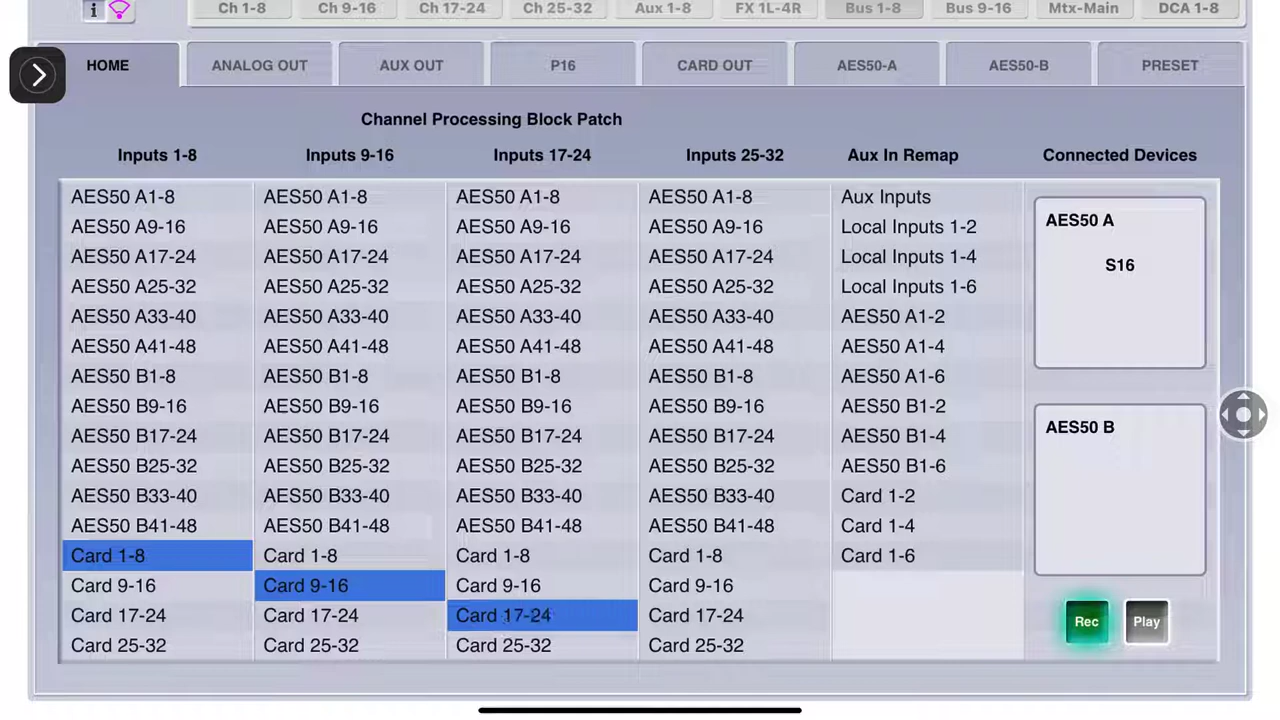 i
Ch 1-8 Ch 9-16 Ch 17-24 Ch 25-32 Aux 1-8 FX 1L-4R Bus 1-8 Bus 9-16 Mtx-Main DCA 1-8
HOME ANALOG OUT AUX OUT P16 CARD OUT AES50-A AES50-B PRESET
Channel Processing Block Patch
Inputs 1-8 Inputs 9-16 Inputs 17-24 Inputs 25-32 Aux In Remap Connected Devices
AES50 A1-8 AES50 A1-8 AES50 A1-8 AES50 A1-8 Aux Inputs
AES50 A
AES50 A9-16 AES50 A9-16 AES50 A9-16 AES50 A9-16 Local Inputs 1-2
AES50 A17-24 AES50 A17-24 AES50 A17-24 AES50 A17-24 Local Inputs 1-4 S16
AES50 A25-32 AES50 A25-32 AES50 A25-32 AES50 A25-32 Local Inputs 1-6
AES50 A33-40 AES50 A33-40 AES50 A33-40 AES50 A33-40 AES50 A1-2
AES50 A41-48 AES50 A41-48 AES50 A41-48 AES50 A41-48 AES50 A1-4
AES50 B1-8 AES50 B1-8 AES50 B1-8 AES50 B1-8 AES50 A1-6
AES50 B9-16 AES50 B9-16 AES50 B9-16 AES50 B9-16 AES50 B1-2
AES50 B17-24 AES50 B17-24 AES50 B17-24 AES50 B17-24 AES50 B1-4 AES50 B
AES50 B25-32 AES50 B25-32 AES50 B25-32 AES50 B25-32 AES50 B1-6
AES50 B33-40 AES50 B33-40 AES50 B33-40 AES50 B33-40 Card 1-2
AES50 B41-48 AES50 B41-48 AES50 B41-48 AES50 B41-48 Card 1-4
Card 1-8 Card 1-8 Card 1-8 Card 1-8 Card 1-6
Card 9-16 Card 9-16 Card 9-16 Card 9-16
Card 17-24 Card 17-24 Card 17-24 Card 17-24 Rec Play
Card 25-32 Card 25-32 Card 25-32 Card 25-32